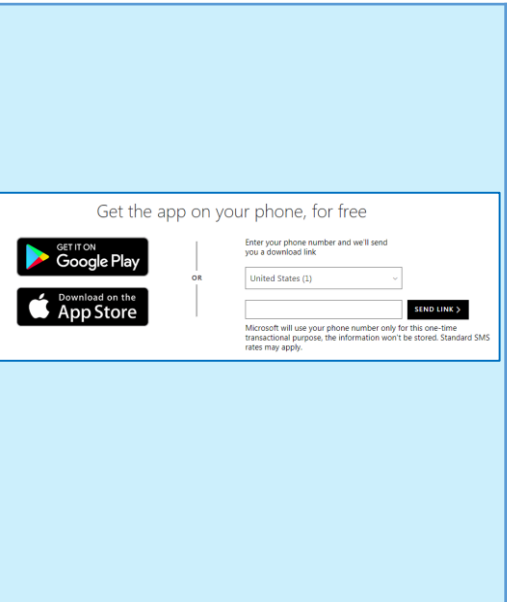 Get the app on your phone, for free
GET IT ON
Google Play
Download on the
App Store
OR
Enter your phone number and we'll send
you a download link
United States (1)
SEND LINK >
Microsoft will use your phone number only for this one-time
transactional purpose, the information won't be stored. Standard SMS
rates may apply.